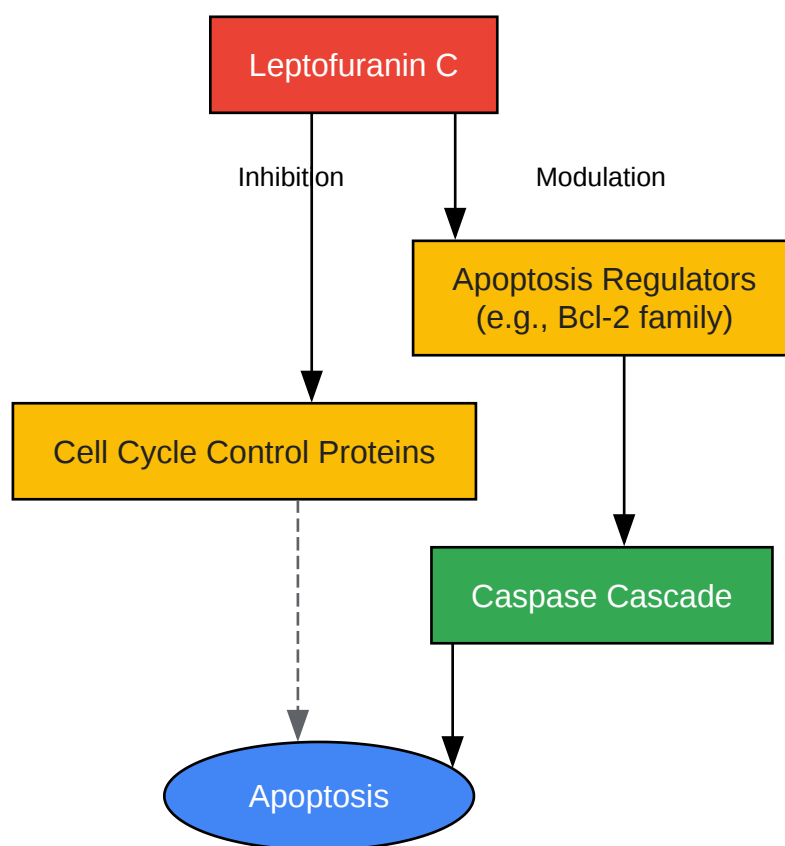 Leptofuranin C
Inhibition
Modulation
Apoptosis Regulators
(e.g., Bcl-2 family)
Cell Cycle Control Proteins
Caspase Cascade
Apoptosis